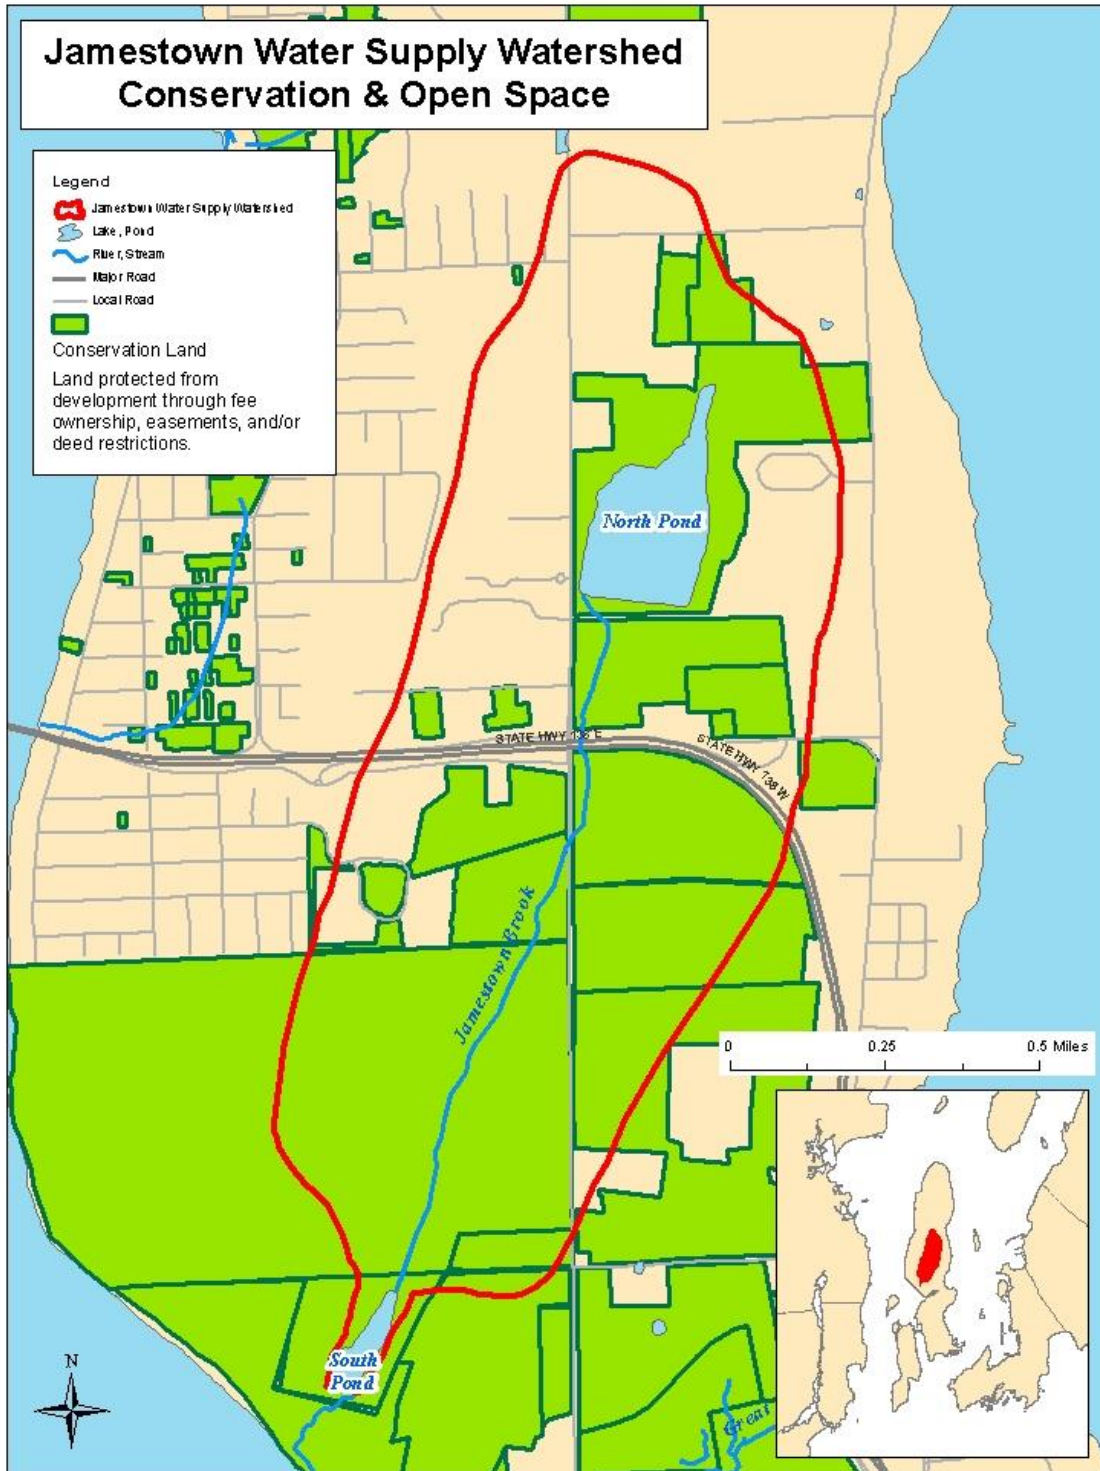 Jamestown Water Supply Watershed
Conservation & Open Space
Legend
Jamestown Water Supply Watershed
Lake, Pond
River, Stream
Major Road
Local Road
Conservation Land
Land protected from
development through fee
ownership, easements, and/or
deed restrictions.
North Pond
STATE HWY 138 E
STATE HWY 138 W
Jamestown Brook
0 0.25 0.5 Miles
South
Pond
N
Great